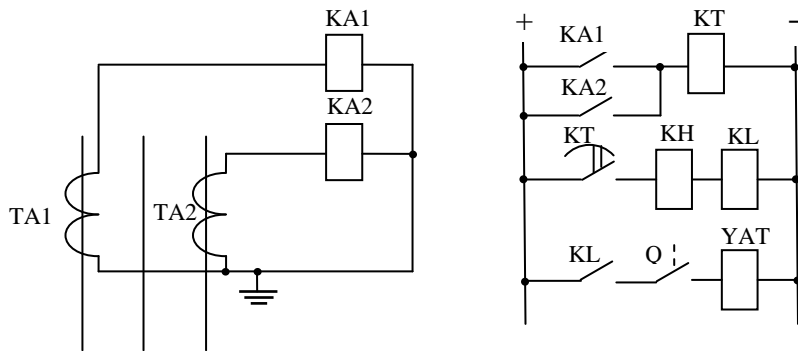 KA1
KA2
TA1
TA2
+
−
KA1
KT
KA2
KT
KH
KL
KL
Q
YAT